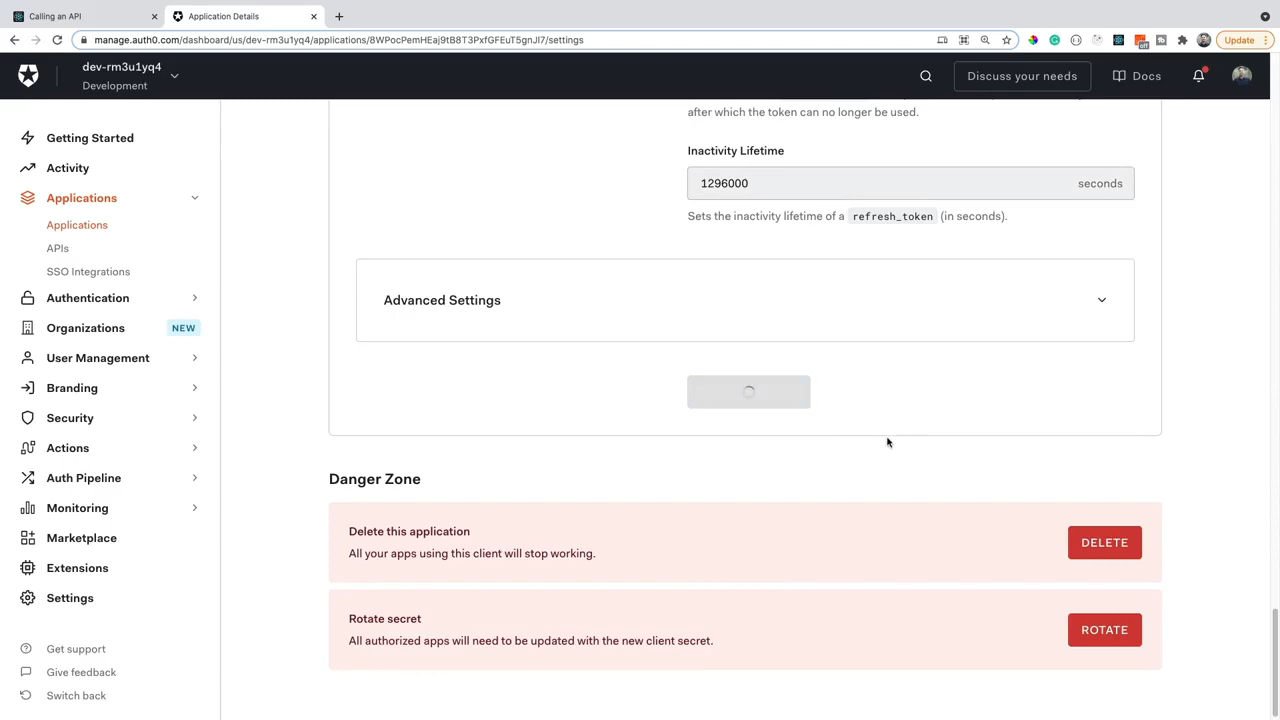 Calling an API
Application Details
manage.auth0.com/dashboard/us/dev-rm3u1yq4/applications/8WPocPemHEaj9tB8T3PxfGFEuT5gnJI7/settings
off
Update
dev-rm3u1yq4
Development
Discuss your needs
Docs
Getting Started
Activity
Applications
Applications
APIs
SSO Integrations
Authentication
Organizations NEW
User Management
Branding
Security
Actions
Auth Pipeline
Monitoring
Marketplace
Extensions
Settings
Get support
Give feedback
Switch back
after which the token can no longer be used.
Inactivity Lifetime
1296000 seconds
Sets the inactivity lifetime of a refresh_token (in seconds).
Advanced Settings
Danger Zone
Delete this application
All your apps using this client will stop working.
DELETE
Rotate secret
All authorized apps will need to be updated with the new client secret.
ROTATE